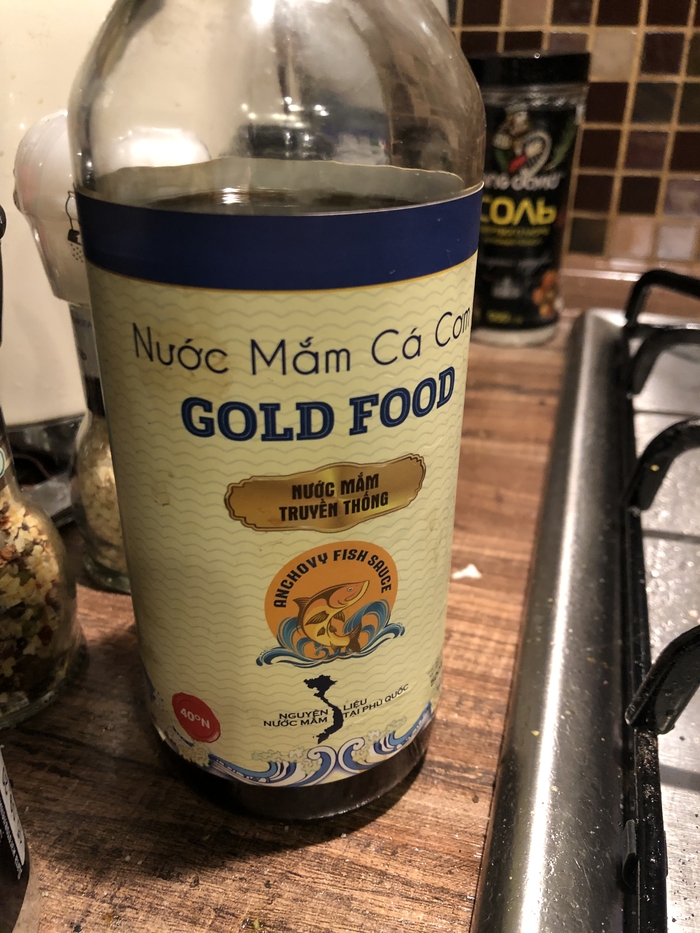 Nước Mắm Cá Cơm
GOLD FOOD
NƯỚC MẮM
TRUYỀN THỐNG
ANCHOVY FISH SAUCE
NGUYÊN LIỆU
NƯỚC MẮM TẠI PHÚ QUỐC
40°N
СОЛЬ